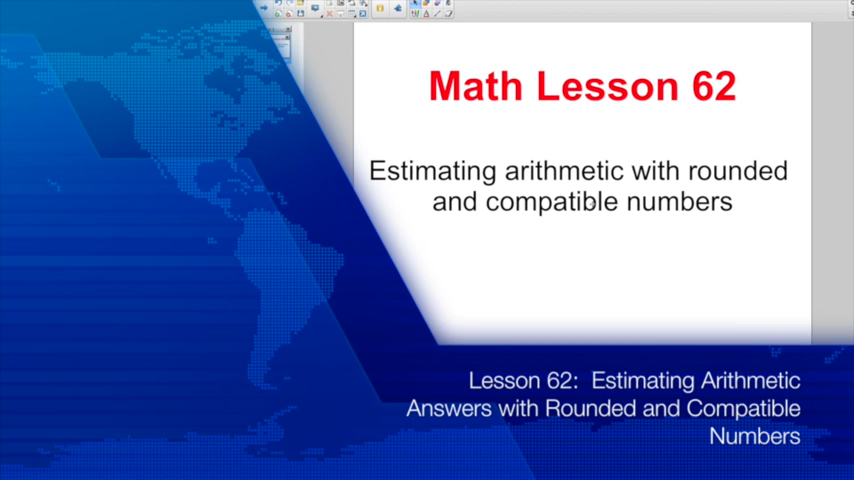 Math Lesson 62
Estimating arithmetic with rounded
and compatible numbers
Lesson 62:  Estimating Arithmetic
Answers with Rounded and Compatible
Numbers